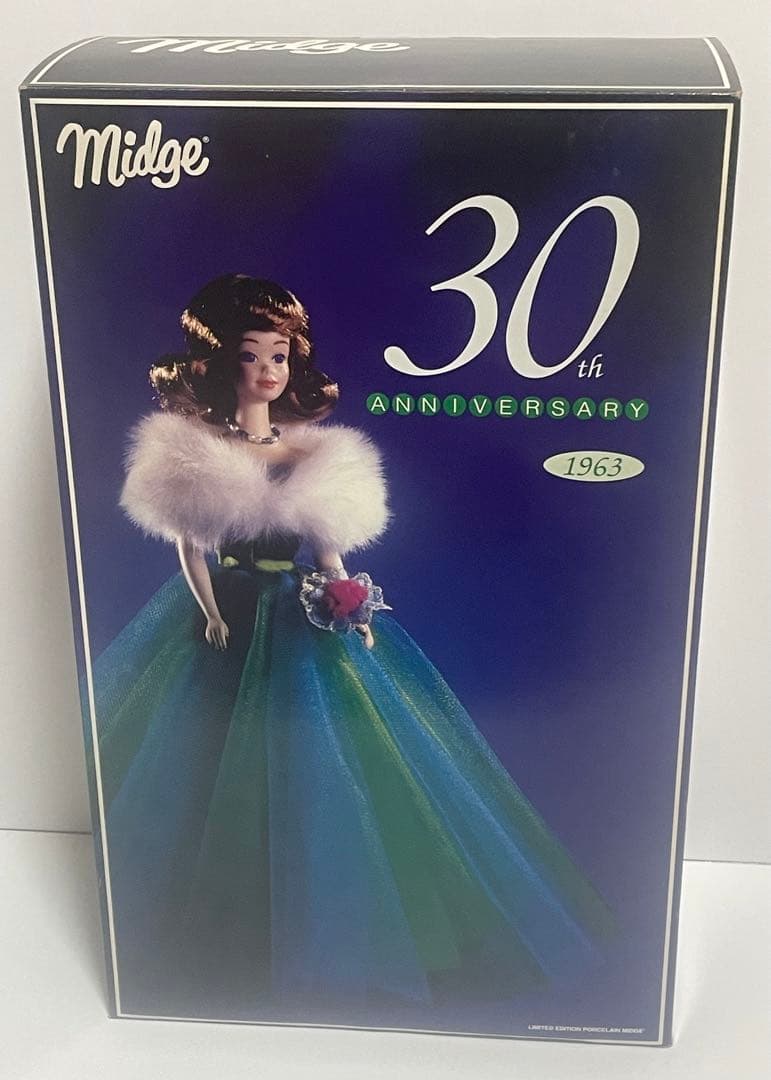 Midge
Midge®
30th
ANNIVERSARY
1963
LIMITED EDITION PORCELAIN MIDGE®